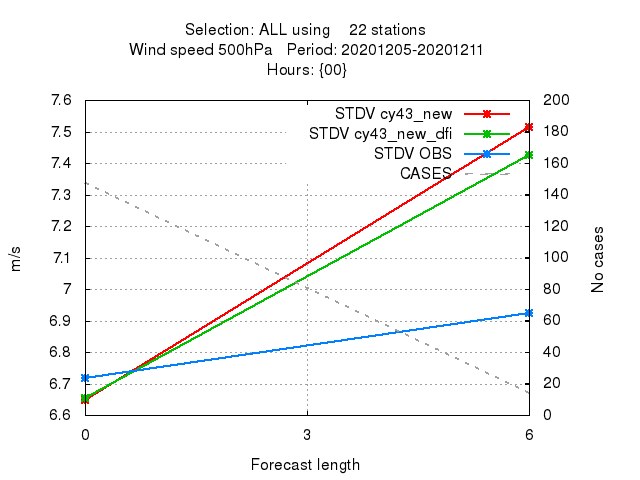 Selection: ALL using    22 stations
Wind speed 500hPa   Period: 20201205-20201211
Hours: {00}
STDV cy43_new
STDV cy43_new_dfi
STDV OBS
CASES
7.6
7.5
7.4
7.3
7.2
7.1
7
6.9
6.8
6.7
6.6
m/s
200
180
160
140
120
100
80
60
40
20
0
No cases
0 3 6
Forecast length